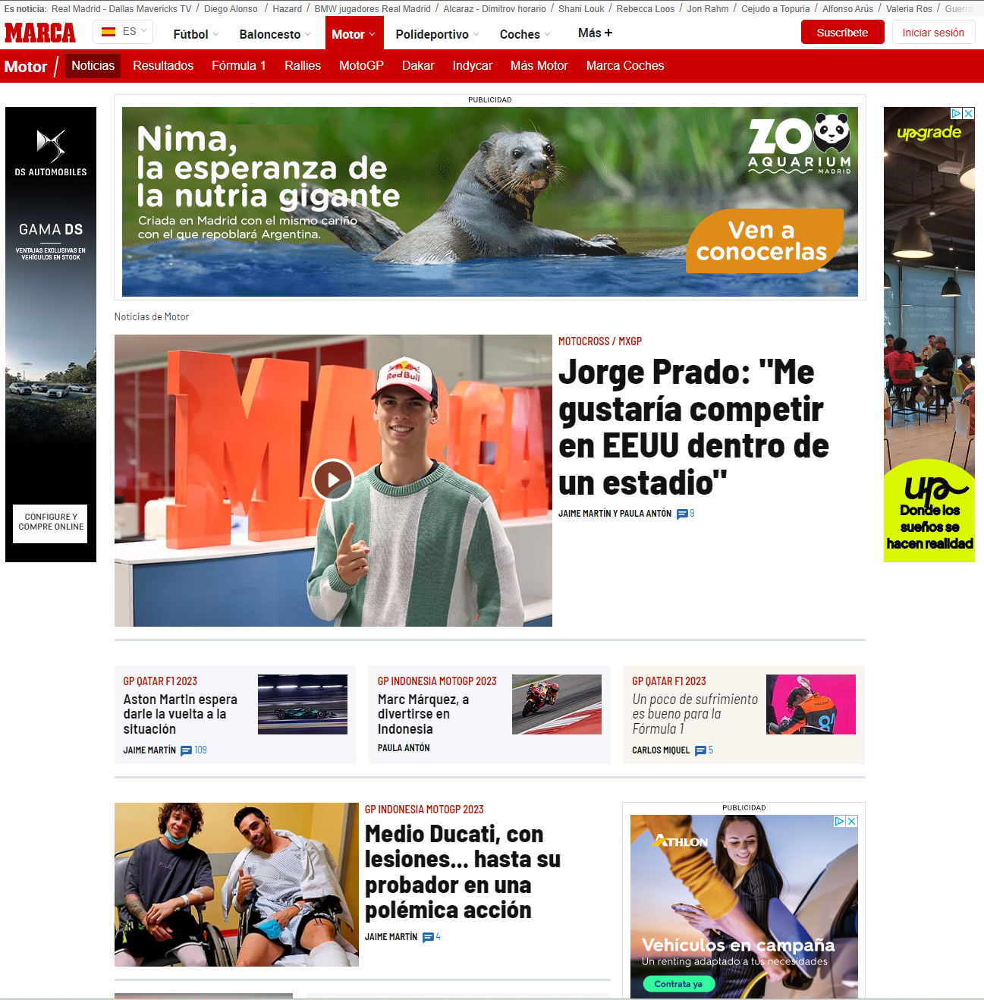 Es noticia: Real Madrid - Dallas Mavericks TV / Diego Alonso / Hazard / BMW jugadores Real Madrid / Alcaraz - Dimitrov horario / Shani Louk / Rebecca Loos / Jon Rahm / Cejudo a Topuria / Alfonso Arús / Valeria Ros / Guerra
MARCA ES Fútbol Baloncesto Motor Polideportivo Coches Más + Suscríbete Iniciar sesión
Motor / Noticias Resultados Fórmula 1 Rallies MotoGP Dakar Indycar Más Motor Marca Coches
PUBLICIDAD
Nima,
la esperanza de
la nutria gigante
Criada en Madrid con el mismo cariño
con el que repoblará Argentina.
ZOO
AQUARIUM
MADRID
Ven a
conocerlas
DS AUTOMOBILES
GAMA DS
VENTAJAS EXCLUSIVAS EN
VEHÍCULOS EN STOCK
CONFIGURE Y
COMPRE ONLINE
upgrade
up
Donde los
sueños se
hacen realidad
Noticias de Motor
Red Bull
MARCA
MOTOCROSS / MXGP
Jorge Prado: "Me
gustaría competir
en EEUU dentro de
un estadio"
JAIME MARTÍN Y PAULA ANTÓN 9
GP QATAR F1 2023
Aston Martin espera
darle la vuelta a la
situación
JAIME MARTÍN 109
GP INDONESIA MOTOGP 2023
Marc Márquez, a
divertirse en
Indonesia
PAULA ANTÓN
GP QATAR F1 2023
Un poco de sufrimiento
es bueno para la
Fórmula 1
CARLOS MIQUEL 5
81
FILA
GP INDONESIA MOTOGP 2023
Medio Ducati, con
lesiones... hasta su
probador en una
polémica acción
JAIME MARTÍN 4
PUBLICIDAD
ATHLON
Vehículos en campaña
Un renting adaptado a tus necesidades
Contrata ya